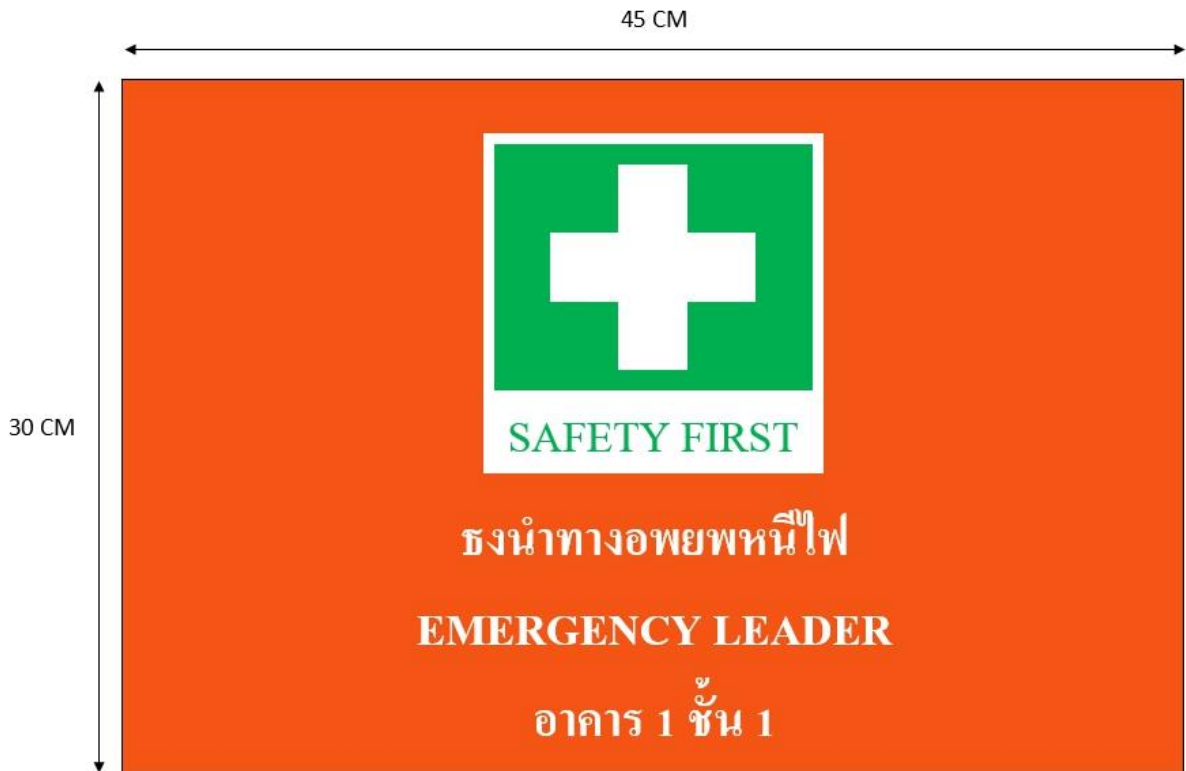 45 CM
30 CM
SAFETY FIRST
ธงนำทางอพยพหนีไฟ
EMERGENCY LEADER
อาคาร 1 ชั้น 1